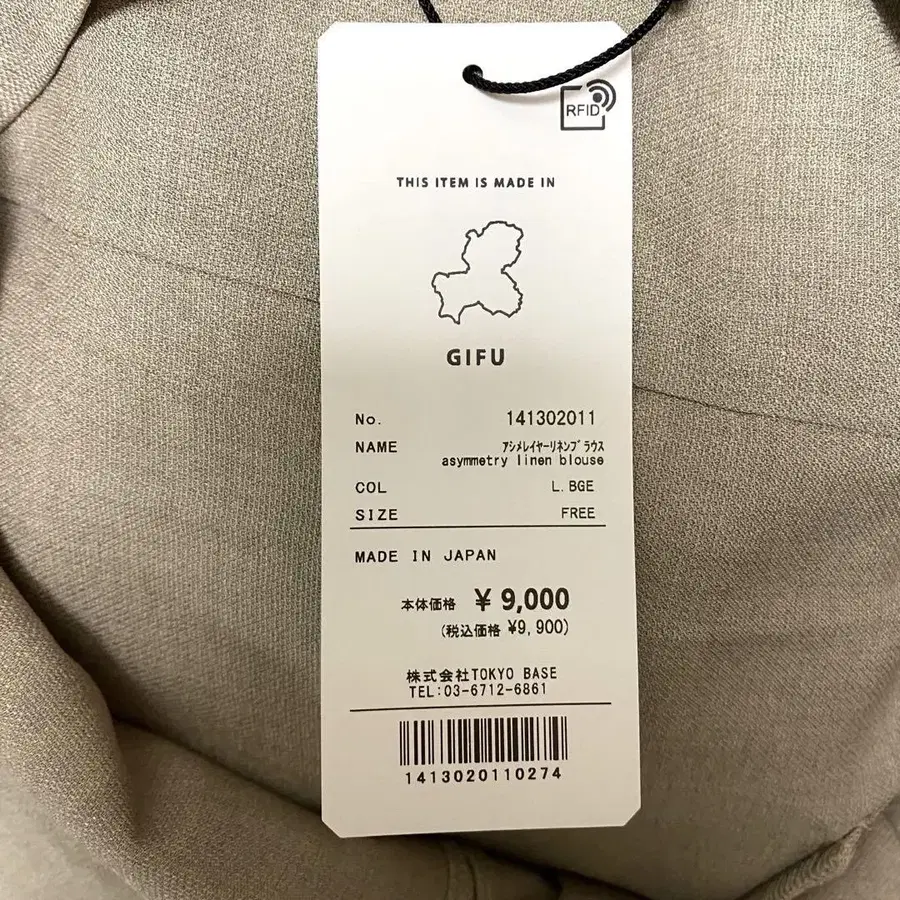 RFID
THIS ITEM IS MADE IN
GIFU
No. 141302011
NAME ｱｼﾒﾚｲﾔｰﾘﾈﾝﾌﾞﾗｳｽ
asymmetry linen blouse
COL L.BGE
SIZE FREE
MADE IN JAPAN
本体価格 ¥ 9,000
(税込価格 ¥9,900)
株式会社TOKYO BASE
TEL:03-6712-6861
1413020110274